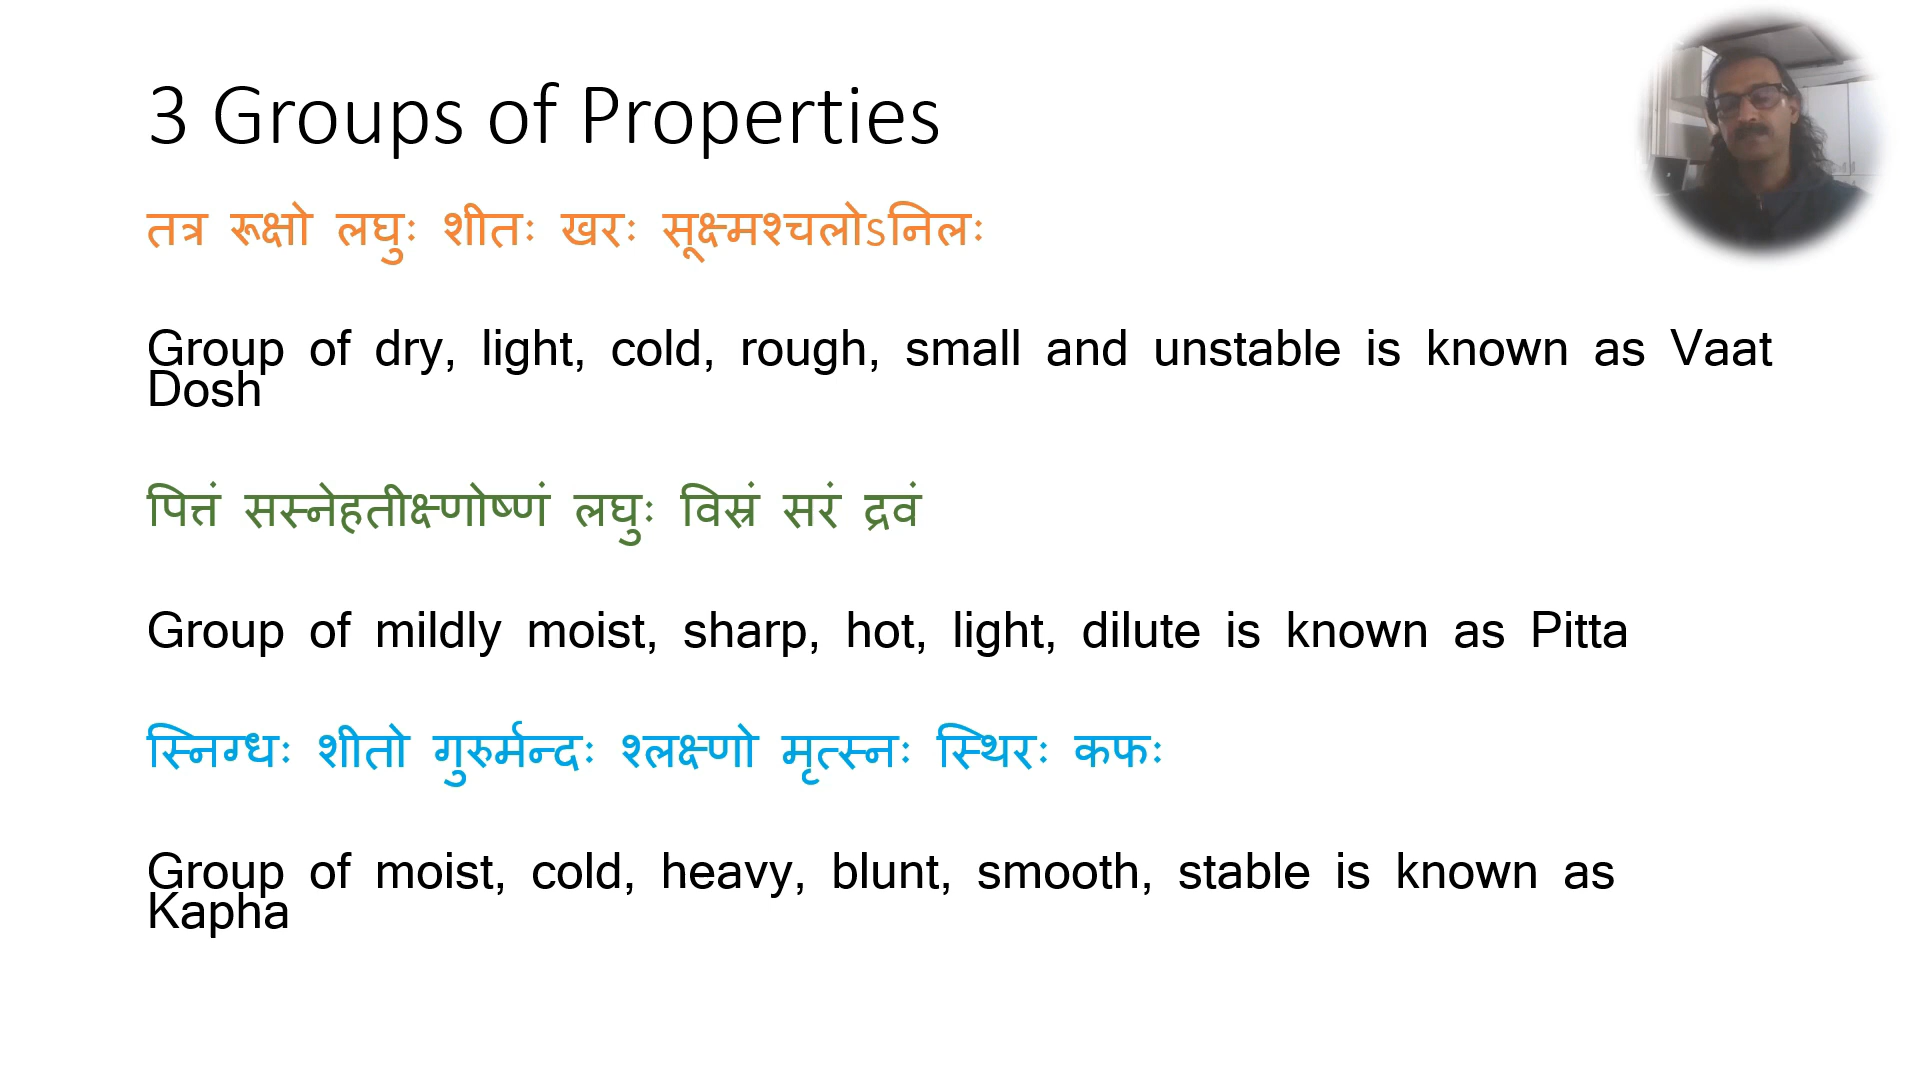 3 Groups of Properties
तत्र रूक्षो लघुः शीतः खरः सूक्ष्मश्चलोऽनिलः
Group of dry, light, cold, rough, small and unstable is known as Vaat
Dosh
पित्तं सस्नेहतीक्ष्णोष्णं लघुः विस्रं सरं द्रवं
Group of mildly moist, sharp, hot, light, dilute is known as Pitta
स्निग्धः शीतो गुरुर्मन्दः श्लक्ष्णो मृत्स्नः स्थिरः कफः
Group of moist, cold, heavy, blunt, smooth, stable is known as
Kapha